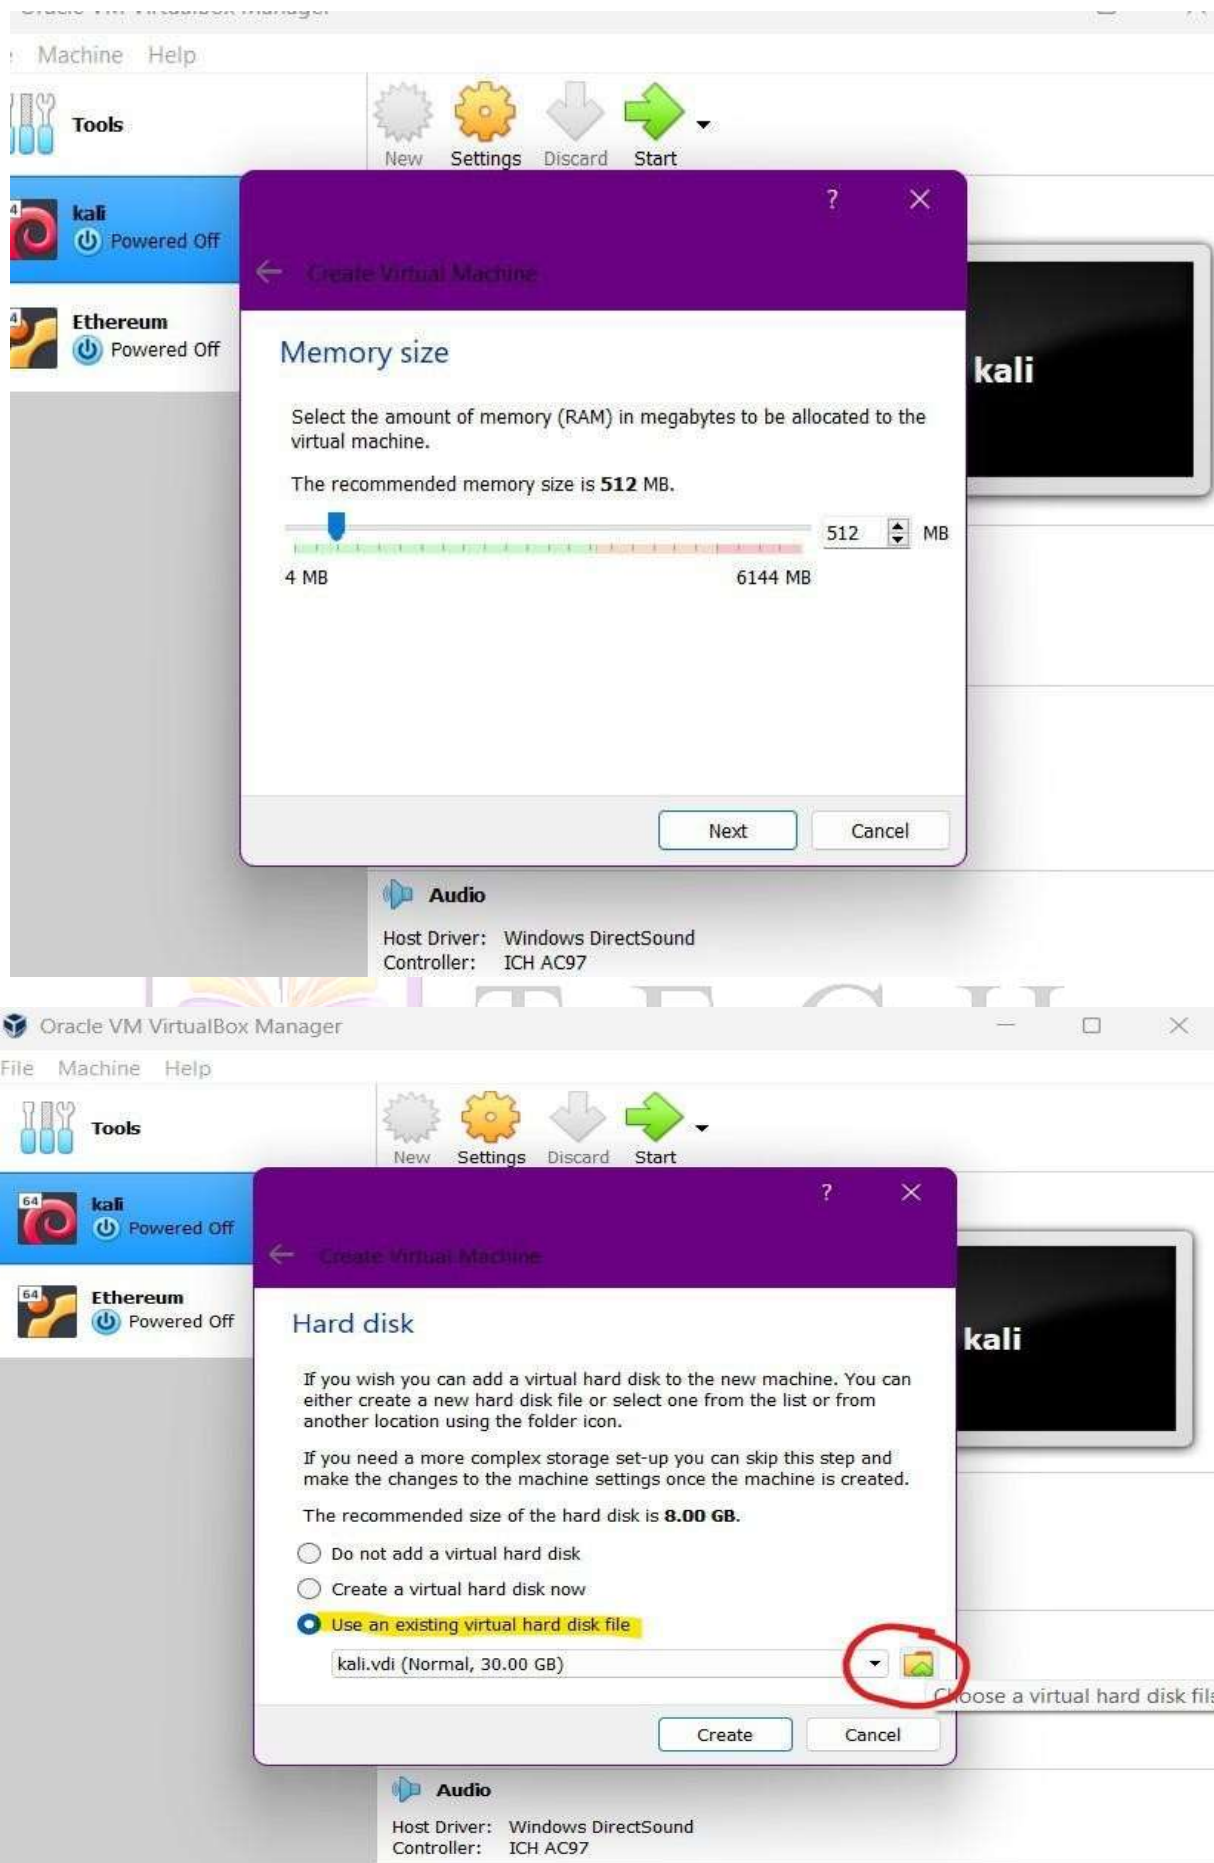 Oracle VM VirtualBox Manager
Machine Help
Tools
New Settings Discard Start
kali
Powered Off
Create Virtual Machine
Ethereum
Powered Off
Memory size
kali
Select the amount of memory (RAM) in megabytes to be allocated to the
virtual machine.
The recommended memory size is 512 MB.
512 MB
4 MB 6144 MB
Next Cancel
Audio
Host Driver: Windows DirectSound
Controller: ICH AC97
TECH
Oracle VM VirtualBox Manager
File Machine Help
Tools
New Settings Discard Start
64
kali
Powered Off
Create Virtual Machine
64
Ethereum
Powered Off
Hard disk
kali
If you wish you can add a virtual hard disk to the new machine. You can
either create a new hard disk file or select one from the list or from
another location using the folder icon.
If you need a more complex storage set-up you can skip this step and
make the changes to the machine settings once the machine is created.
The recommended size of the hard disk is 8.00 GB.
Do not add a virtual hard disk
Create a virtual hard disk now
Use an existing virtual hard disk file
kali.vdi (Normal, 30.00 GB)
Choose a virtual hard disk file
Create Cancel
Audio
Host Driver: Windows DirectSound
Controller: ICH AC97